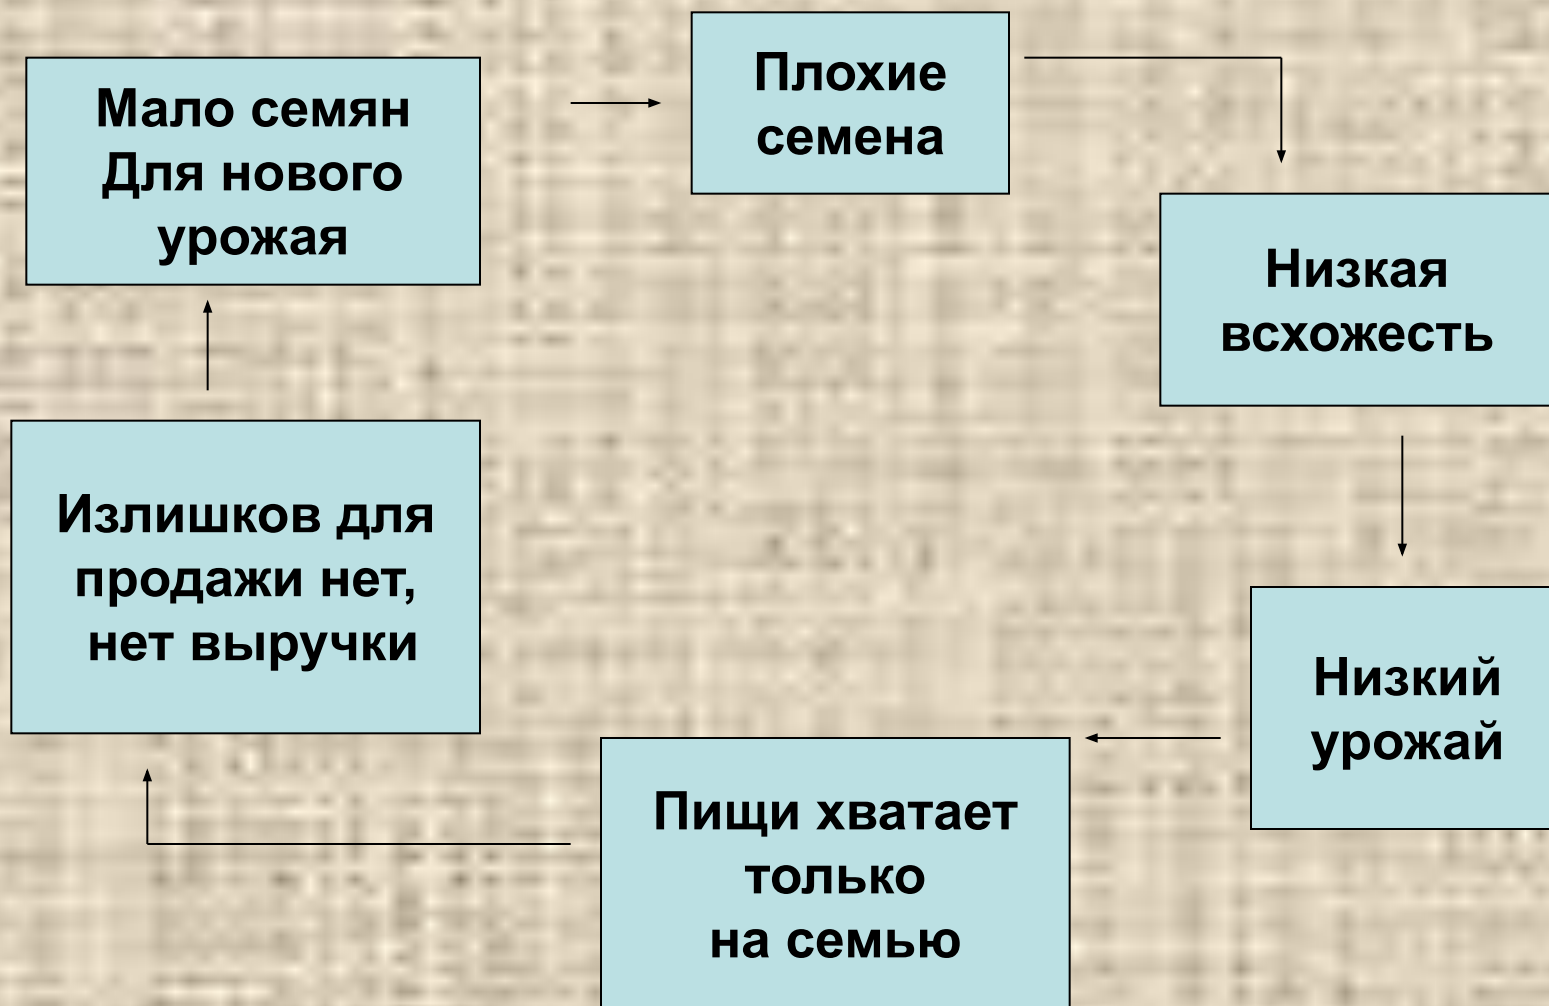 Мало семян
Для нового
урожая
Плохие
семена
Низкая
всхожесть
Низкий
урожай
Пищи хватает
только
на семью
Излишков для
продажи нет,
нет выручки